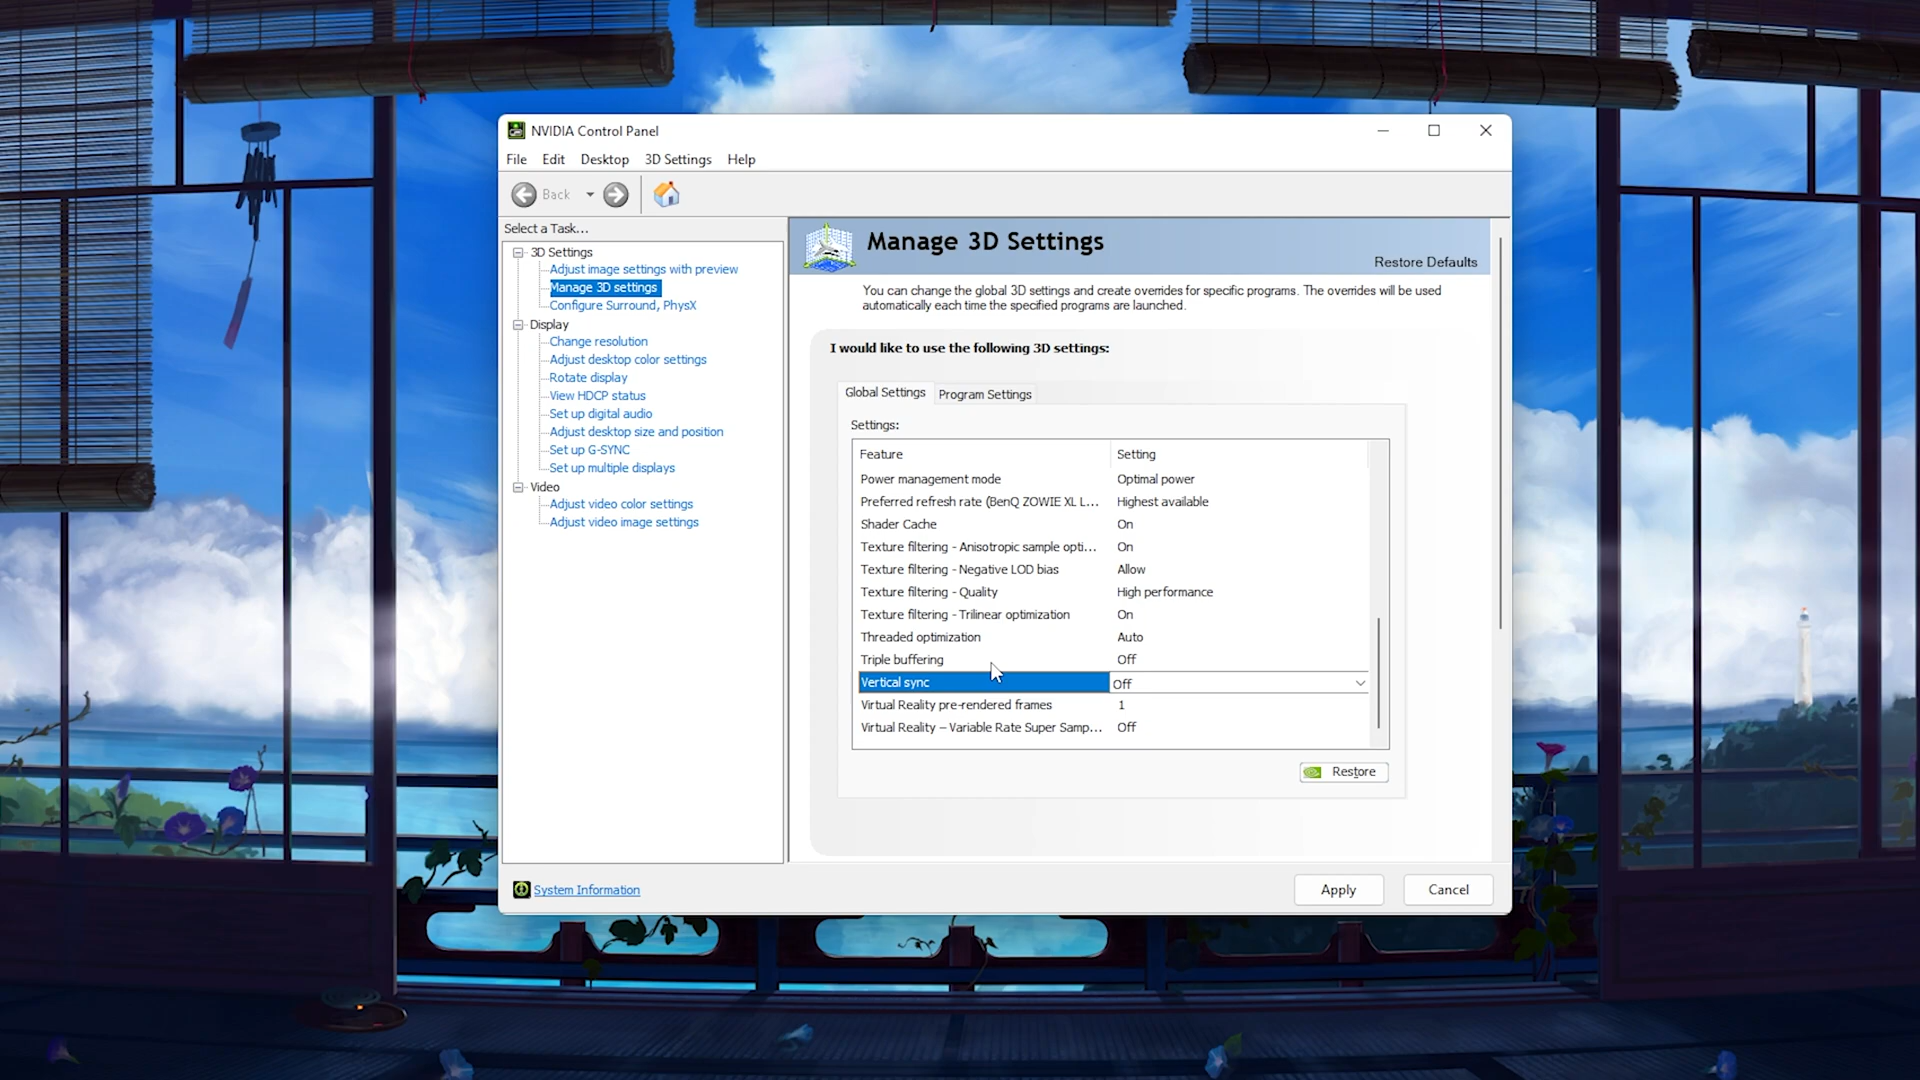 NVIDIA Control Panel
File Edit Desktop 3D Settings Help
Back
Select a Task...
3D Settings
Adjust image settings with preview
Manage 3D settings
Configure Surround, PhysX
Display
Change resolution
Adjust desktop color settings
Rotate display
View HDCP status
Set up digital audio
Adjust desktop size and position
Set up G-SYNC
Set up multiple displays
Video
Adjust video color settings
Adjust video image settings
Manage 3D Settings
Restore Defaults
You can change the global 3D settings and create overrides for specific programs. The overrides will be used
automatically each time the specified programs are launched.
I would like to use the following 3D settings:
Global Settings Program Settings
Settings:
Feature Setting
Power management mode Optimal power
Preferred refresh rate (BenQ ZOWIE XL L... Highest available
Shader Cache On
Texture filtering - Anisotropic sample opti... On
Texture filtering - Negative LOD bias Allow
Texture filtering - Quality High performance
Texture filtering - Trilinear optimization On
Threaded optimization Auto
Triple buffering Off
Vertical sync Off
Virtual Reality pre-rendered frames 1
Virtual Reality – Variable Rate Super Samp... Off
Restore
System Information
Apply Cancel